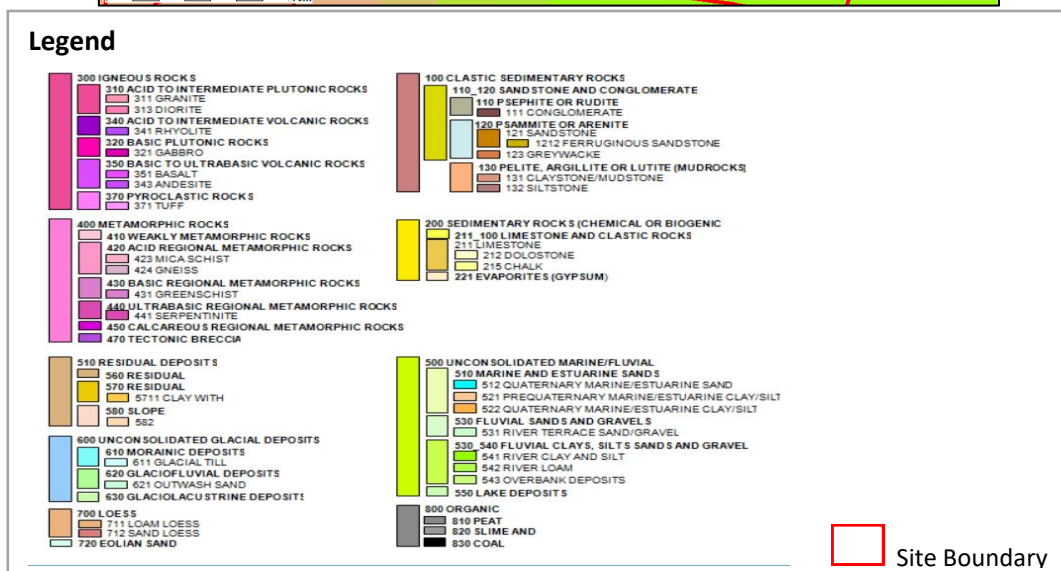 Legend
300 IGNEOUS ROCKS
310 ACID TO INTERMEDIATE PLUTONIC ROCKS
311 GRANITE
313 DIORITE
340 ACID TO INTERMEDIATE VOLCANIC ROCKS
341 RHYOLITE
320 BASIC PLUTONIC ROCKS
321 GABBRO
350 BASIC TO ULTRABASIC VOLCANIC ROCKS
351 BASALT
343 ANDESITE
370 PYROCLASTIC ROCKS
371 TUFF
400 METAMORPHIC ROCKS
410 WEAKLY METAMORPHIC ROCKS
420 ACID REGIONAL METAMORPHIC ROCKS
423 MICA SCHIST
424 GNEISS
430 BASIC REGIONAL METAMORPHIC ROCKS
431 GREENSCHIST
440 ULTRABASIC REGIONAL METAMORPHIC ROCKS
441 SERPENTINITE
450 CALCAREOUS REGIONAL METAMORPHIC ROCKS
470 TECTONIC BRECCIA
510 RESIDUAL DEPOSITS
560 RESIDUAL
570 RESIDUAL
5711 CLAY WITH
580 SLOPE
582
600 UNCONSOLIDATED GLACIAL DEPOSITS
610 MORAINIC DEPOSITS
611 GLACIAL TILL
620 GLACIOFLUVIAL DEPOSITS
621 OUTWASH SAND
630 GLACIOLACUSTRINE DEPOSITS
700 LOESS
711 LOAM LOESS
712 SAND LOESS
720 EOLIAN SAND
100 CLASTIC SEDIMENTARY ROCKS
110_120 SANDSTONE AND CONGLOMERATE
110 PSEPHITE OR RUDITE
111 CONGLOMERATE
120 PSAMMITE OR ARENITE
121 SANDSTONE
1212 FERRUGINOUS SANDSTONE
123 GREYWACKE
130 PELITE, ARGILLITE OR LUTITE (MUDROCKS)
131 CLAYSTONE/MUDSTONE
132 SILTSTONE
200 SEDIMENTARY ROCKS (CHEMICAL OR BIOGENIC
211_100 LIMESTONE AND CLASTIC ROCKS
211 LIMESTONE
212 DOLOSTONE
215 CHALK
221 EVAPORITES (GYPSUM)
500 UNCONSOLIDATED MARINE/FLUVIAL
510 MARINE AND ESTUARINE SANDS
512 QUATERNARY MARINE/ESTUARINE SAND
521 PREQUATERNARY MARINE/ESTUARINE CLAY/SILT
522 QUATERNARY MARINE/ESTUARINE CLAY/SILT
530 FLUVIAL SANDS AND GRAVELS
531 RIVER TERRACE SAND/GRAVEL
530_540 FLUVIAL CLAYS, SILTS SANDS AND GRAVEL
541 RIVER CLAY AND SILT
542 RIVER LOAM
543 OVERBANK DEPOSITS
550 LAKE DEPOSITS
800 ORGANIC
810 PEAT
820 SLIME AND
830 COAL
Site Boundary